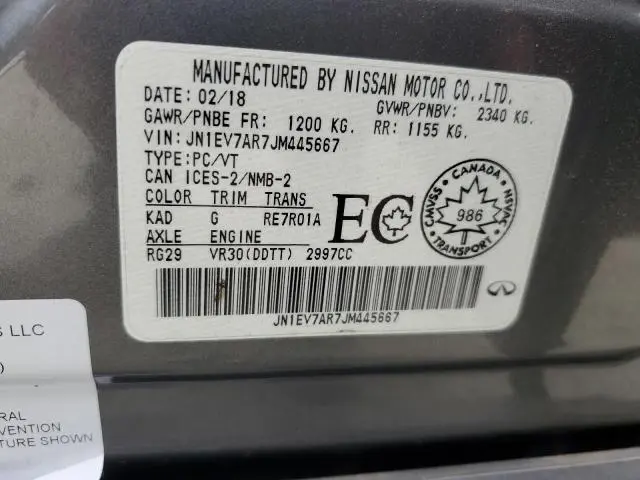 MANUFACTURED BY NISSAN MOTOR CO.,LTD.
DATE: 02/18 GVWR/PNBV: 2340 KG.
GAWR/PNBE FR: 1200 KG. RR: 1155 KG.
VIN: JN1EV7AR7JM445667
TYPE:PC/VT
CAN ICES-2/NMB-2
COLOR TRIM TRANS
KAD G RE7R01A
AXLE ENGINE
RG29 VR30(DDTT) 2997CC
EC
CANADA
CMVSS NSVAC
986
TRANSPORT
JN1EV7AR7JM445667
S LLC
)
RAL
VENTION
TURE SHOWN